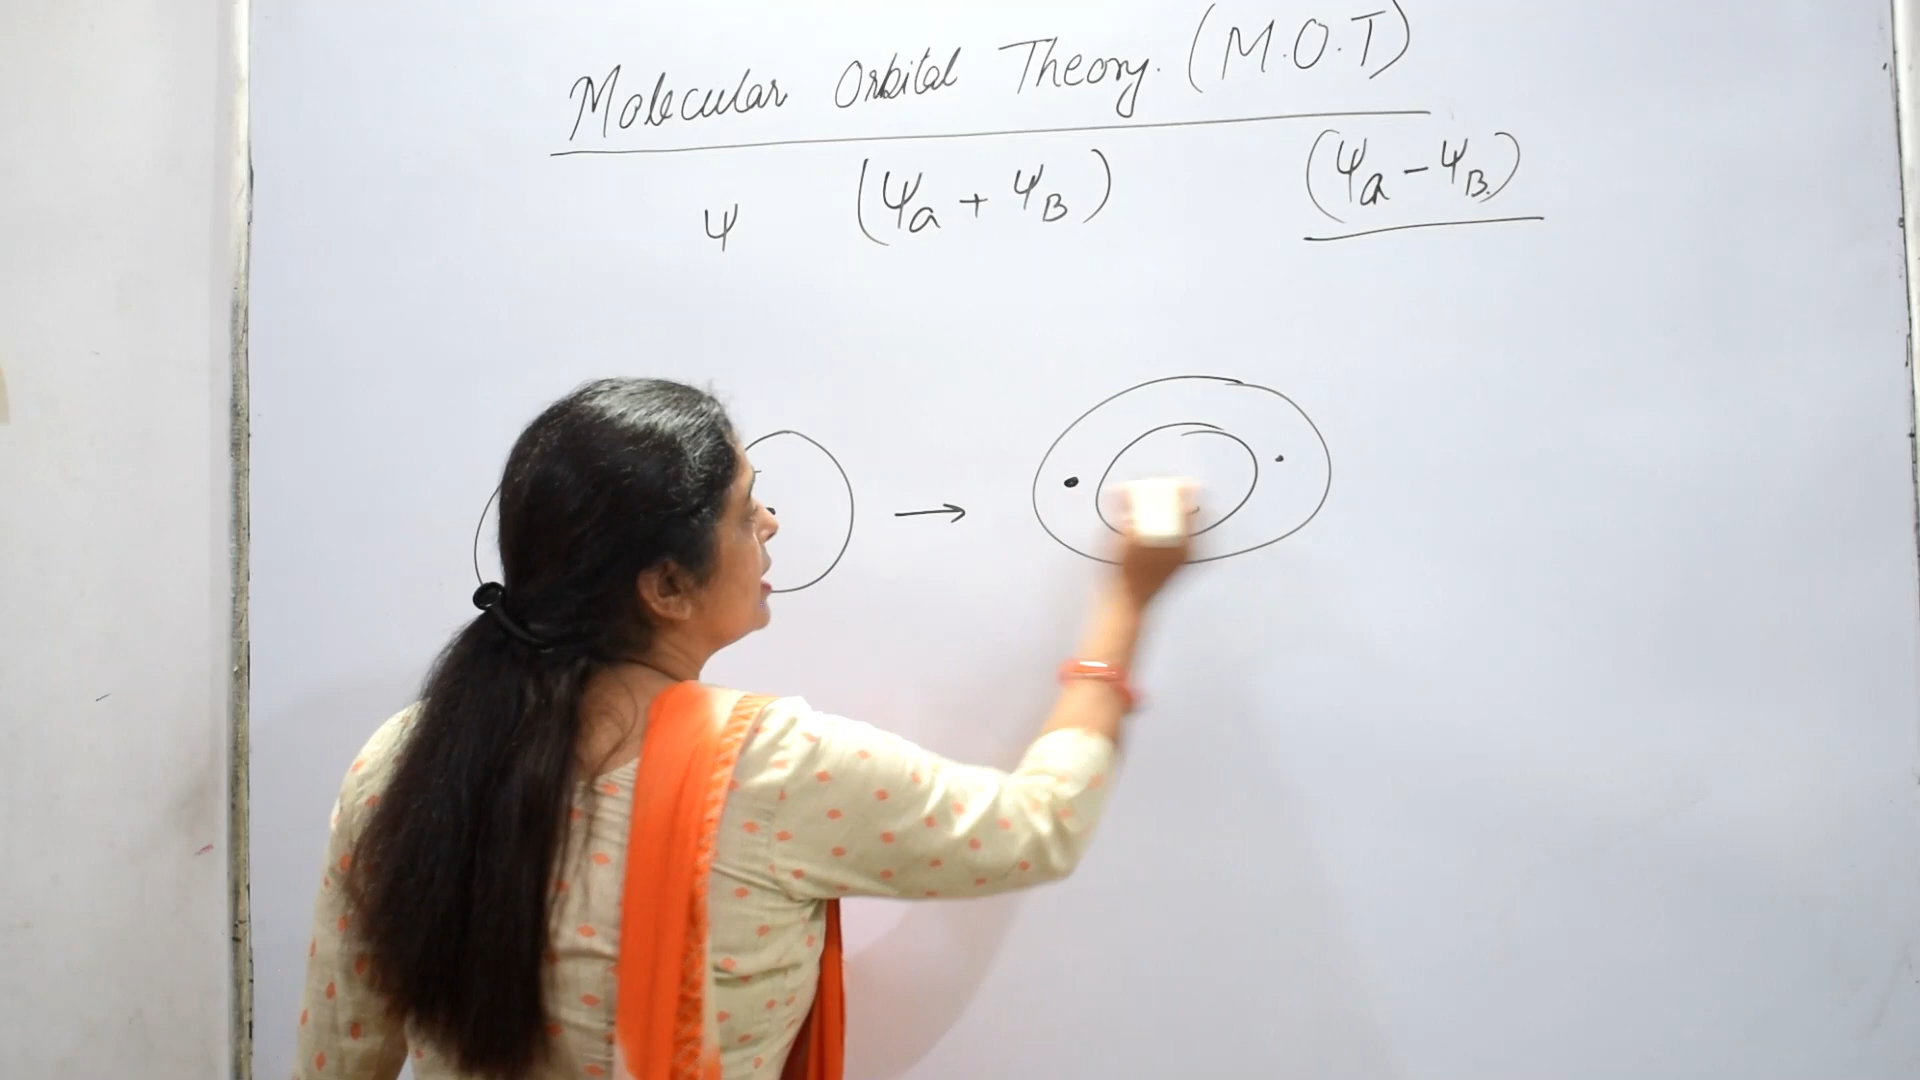 Molecular Orbital Theory. (M.O.T)
ψ (ψa + ψB) (ψa - ψB)